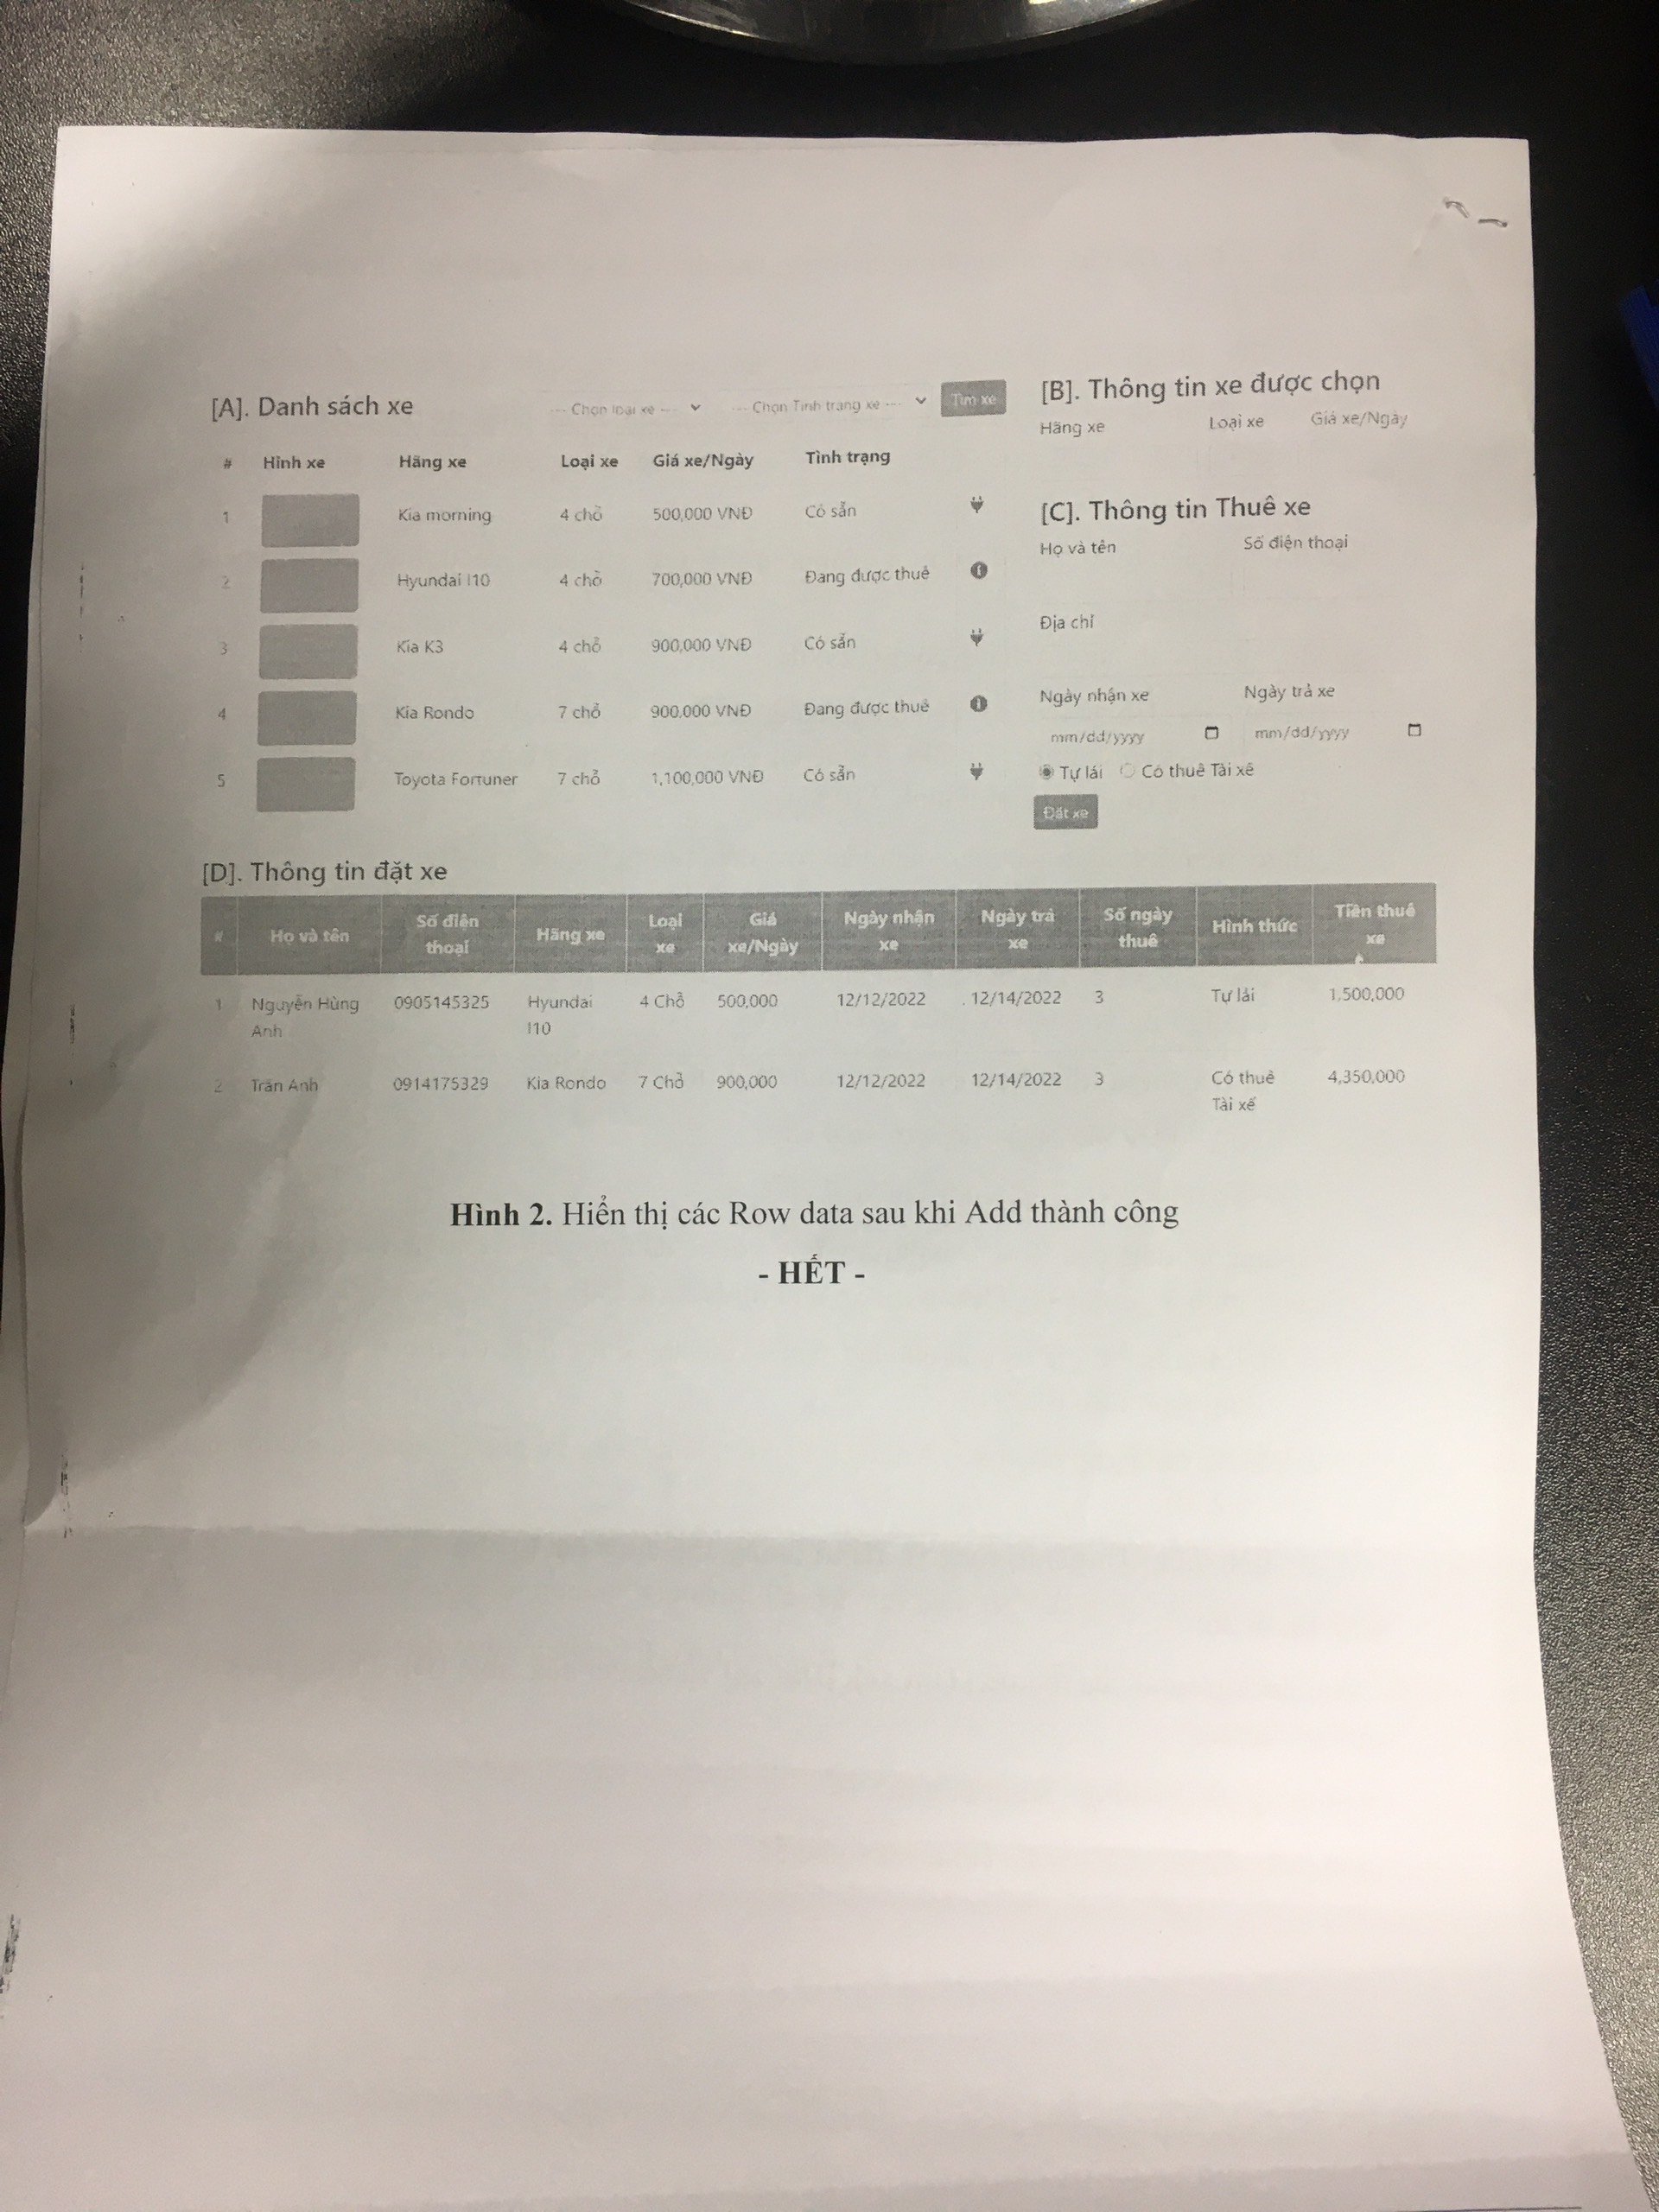 [A]. Danh sách xe
--- Chọn loại xe ---
--- Chọn Tình trạng xe ---
Tìm xe
# Hình xe Hãng xe Loại xe Giá xe/Ngày Tình trạng
1 Kia morning 4 chỗ 500,000 VNĐ Có sẵn
2 Hyundai I10 4 chỗ 700,000 VNĐ Đang được thuê
3 Kia K3 4 chỗ 900,000 VNĐ Có sẵn
4 Kia Rondo 7 chỗ 900,000 VNĐ Đang được thuê
5 Toyota Fortuner 7 chỗ 1,100,000 VNĐ Có sẵn
[B]. Thông tin xe được chọn
Hãng xe Loại xe Giá xe/Ngày
[C]. Thông tin Thuê xe
Họ và tên Số điện thoại
Địa chỉ
Ngày nhận xe Ngày trả xe
mm/dd/yyyy mm/dd/yyyy
Tự lái Có thuê Tài xế
Đặt xe
[D]. Thông tin đặt xe
# Họ và tên Số điện thoại Hãng xe Loại xe Giá xe/Ngày Ngày nhận xe Ngày trả xe Số ngày thuê Hình thức Tiền thuê xe
1 Nguyễn Hùng Anh 0905145325 Hyundai I10 4 Chỗ 500,000 12/12/2022 12/14/2022 3 Tự lái 1,500,000
2 Trần Anh 0914175329 Kia Rondo 7 Chỗ 900,000 12/12/2022 12/14/2022 3 Có thuê Tài xế 4,350,000
Hình 2. Hiển thị các Row data sau khi Add thành công
- HẾT -